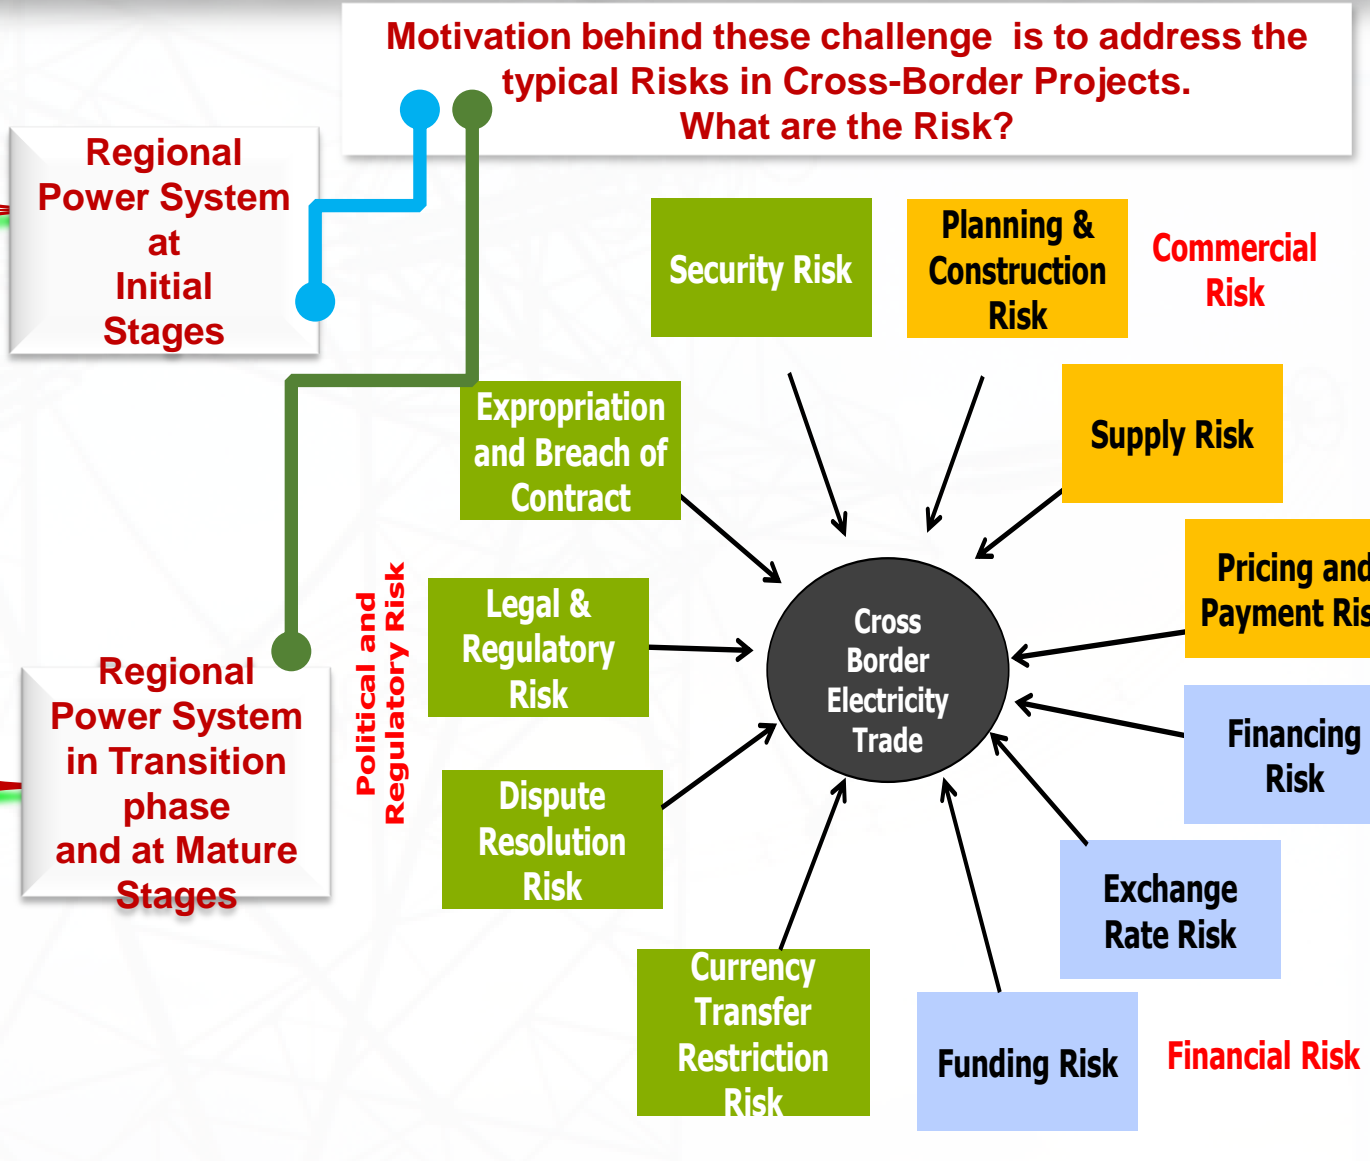 Motivation behind these challenge is to address the
typical Risks in Cross-Border Projects.
What are the Risk?
Regional
Power System
at
Initial
Stages
Security Risk
Planning &
Construction
Risk
Commercial
Risk
Expropriation
and Breach of
Contract
Supply Risk
Political and
Regulatory Risk
Legal &
Regulatory
Risk
Cross
Border
Electricity
Trade
Pricing and
Payment Ris
Regional
Power System
in Transition
phase
and at Mature
Stages
Financing
Risk
Dispute
Resolution
Risk
Exchange
Rate Risk
Currency
Transfer
Restriction
Risk
Funding Risk
Financial Risk